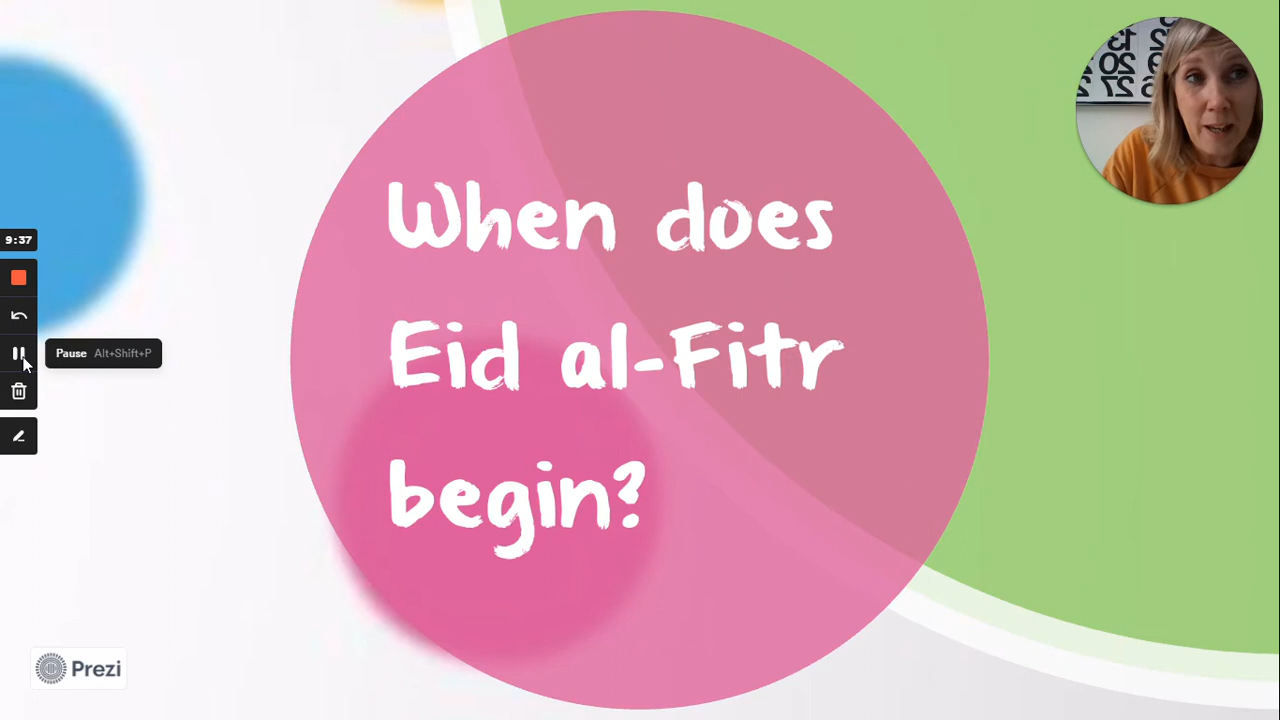 When does
Eid al-Fitr
begin?
9:37
Pause Alt+Shift+P
Prezi